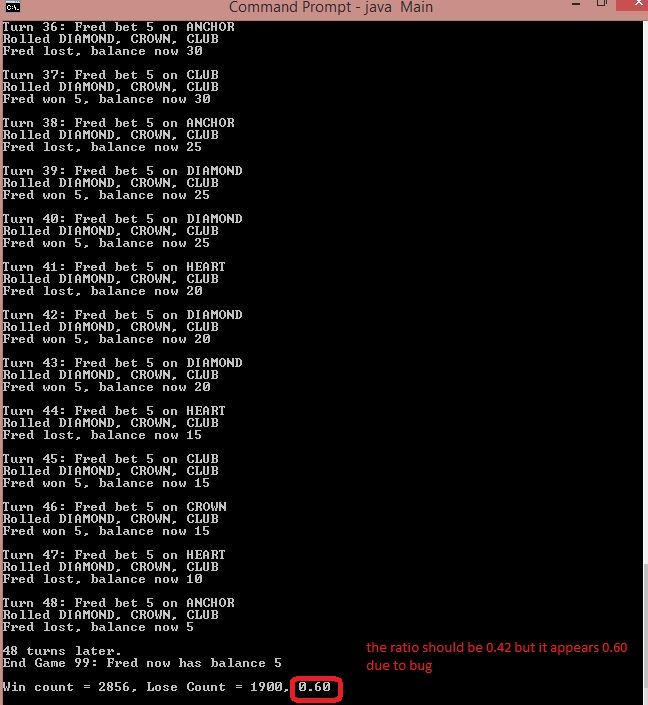 Command Prompt - java Main
Turn 36: Fred bet 5 on ANCHOR
Rolled DIAMOND, CROWN, CLUB
Fred lost, balance now 30
Turn 37: Fred bet 5 on CLUB
Rolled DIAMOND, CROWN, CLUB
Fred won 5, balance now 30
Turn 38: Fred bet 5 on ANCHOR
Rolled DIAMOND, CROWN, CLUB
Fred lost, balance now 25
Turn 39: Fred bet 5 on DIAMOND
Rolled DIAMOND, CROWN, CLUB
Fred won 5, balance now 25
Turn 40: Fred bet 5 on DIAMOND
Rolled DIAMOND, CROWN, CLUB
Fred won 5, balance now 25
Turn 41: Fred bet 5 on HEART
Rolled DIAMOND, CROWN, CLUB
Fred lost, balance now 20
Turn 42: Fred bet 5 on DIAMOND
Rolled DIAMOND, CROWN, CLUB
Fred won 5, balance now 20
Turn 43: Fred bet 5 on DIAMOND
Rolled DIAMOND, CROWN, CLUB
Fred won 5, balance now 20
Turn 44: Fred bet 5 on HEART
Rolled DIAMOND, CROWN, CLUB
Fred lost, balance now 15
Turn 45: Fred bet 5 on CLUB
Rolled DIAMOND, CROWN, CLUB
Fred won 5, balance now 15
Turn 46: Fred bet 5 on CROWN
Rolled DIAMOND, CROWN, CLUB
Fred won 5, balance now 15
Turn 47: Fred bet 5 on HEART
Rolled DIAMOND, CROWN, CLUB
Fred lost, balance now 10
Turn 48: Fred bet 5 on ANCHOR
Rolled DIAMOND, CROWN, CLUB
Fred lost, balance now 5
48 turns later.
End Game 99: Fred now has balance 5
the ratio should be 0.42 but it appears 0.60
due to bug
Win count = 2856, Lose Count = 1900, 0.60